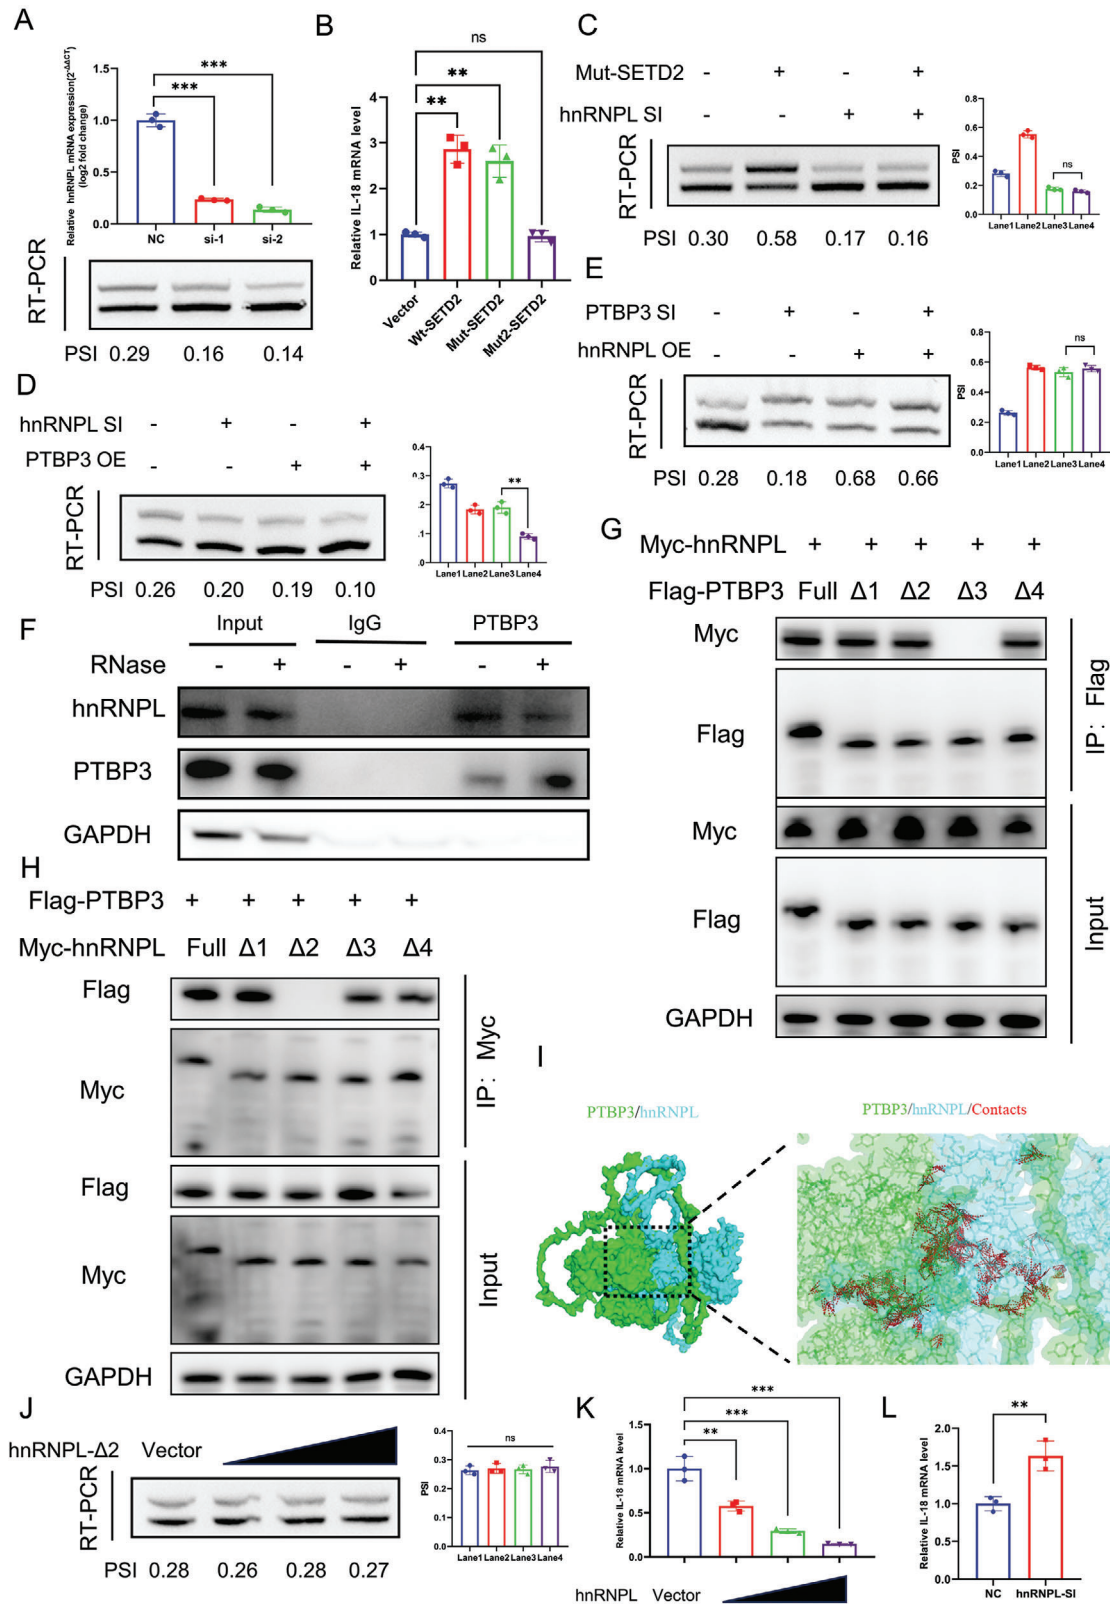 A
Relative hnRNPL mRNA expression(2^-ΔΔCT)
(log2 fold change)
1.5
1.0
0.5
0.0
***
***
NC si-1 si-2
RT-PCR
PSI 0.29 0.16 0.14
B
Relative IL-18 mRNA level
4
3
2
1
0
ns
**
**
Vector Wt-SETD2 Mut-SETD2 Mut2-SETD2
C
Mut-SETD2 - + - +
hnRNPL SI - - + +
RT-PCR
PSI 0.30 0.58 0.17 0.16
PSI
0.8
0.6
0.4
0.2
0.0
ns
Lane1 Lane2 Lane3 Lane4
D
hnRNPL SI - + - +
PTBP3 OE - - + +
RT-PCR
PSI 0.26 0.20 0.19 0.10
.0.4
.0.3
.0.2
.0.1
.0
**
Lane1 Lane2 Lane3 Lane4
E
PTBP3 SI - + - +
hnRNPL OE - - + +
RT-PCR
PSI 0.28 0.18 0.68 0.66
PSI
0.8
0.6
0.4
0.2
0.0
ns
Lane1 Lane2 Lane3 Lane4
F
Input IgG PTBP3
RNase - + - + - +
hnRNPL
PTBP3
GAPDH
G
Myc-hnRNPL + + + + +
Flag-PTBP3 Full Δ1 Δ2 Δ3 Δ4
Myc
Flag
IP: Flag
Myc
Flag
Input
GAPDH
H
Flag-PTBP3 + + + + +
Myc-hnRNPL Full Δ1 Δ2 Δ3 Δ4
Flag
Myc
IP: Myc
Flag
Myc
Input
GAPDH
I
PTBP3/hnRNPL
PTBP3/hnRNPL/Contacts
J
hnRNPL-Δ2 Vector
RT-PCR
PSI 0.28 0.26 0.28 0.27
PSI
0.4
0.3
0.2
0.1
0.0
ns
Lane1 Lane2 Lane3 Lane4
K
Relative IL-18 mRNA level
1.5
1.0
0.5
0.0
***
***
**
hnRNPL Vector
L
Relative IL-18 mRNA level
2.0
1.5
1.0
0.5
0.0
**
NC hnRNPL-SI